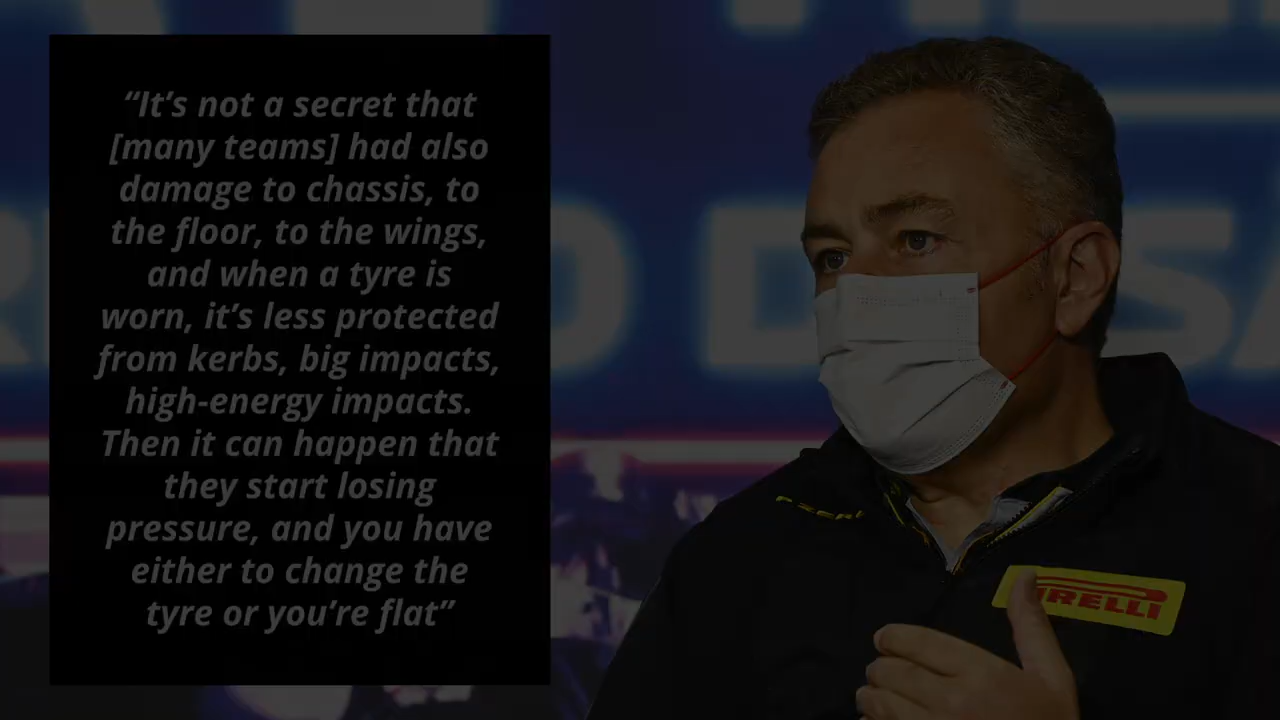 “It’s not a secret that
[many teams] had also
damage to chassis, to
the floor, to the wings,
and when a tyre is
worn, it’s less protected
from kerbs, big impacts,
high-energy impacts.
Then it can happen that
they start losing
pressure, and you have
either to change the
tyre or you’re flat”
P ZERO
PIRELLI